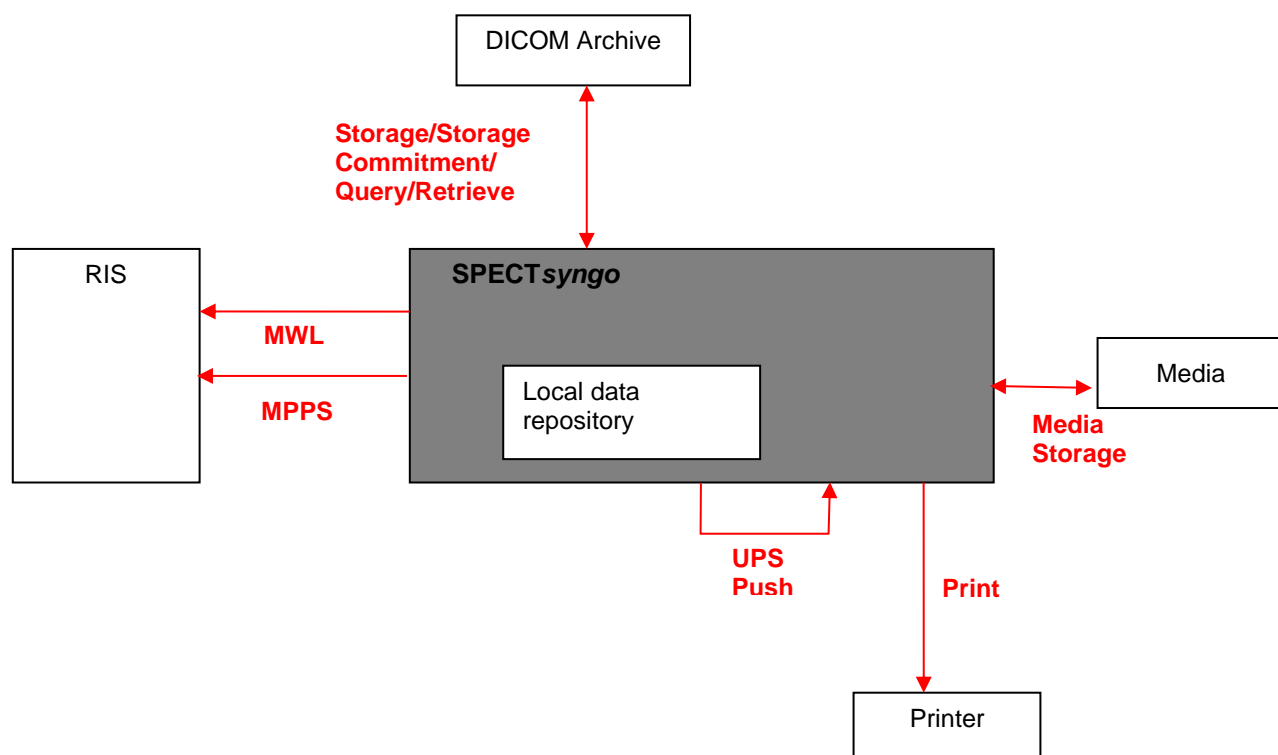 DICOM Archive
Storage/Storage
Commitment/
Query/Retrieve
RIS
SPECTsyngo
MWL
MPPS
Local data
repository
Media
Media
Storage
UPS
Push
Print
Printer